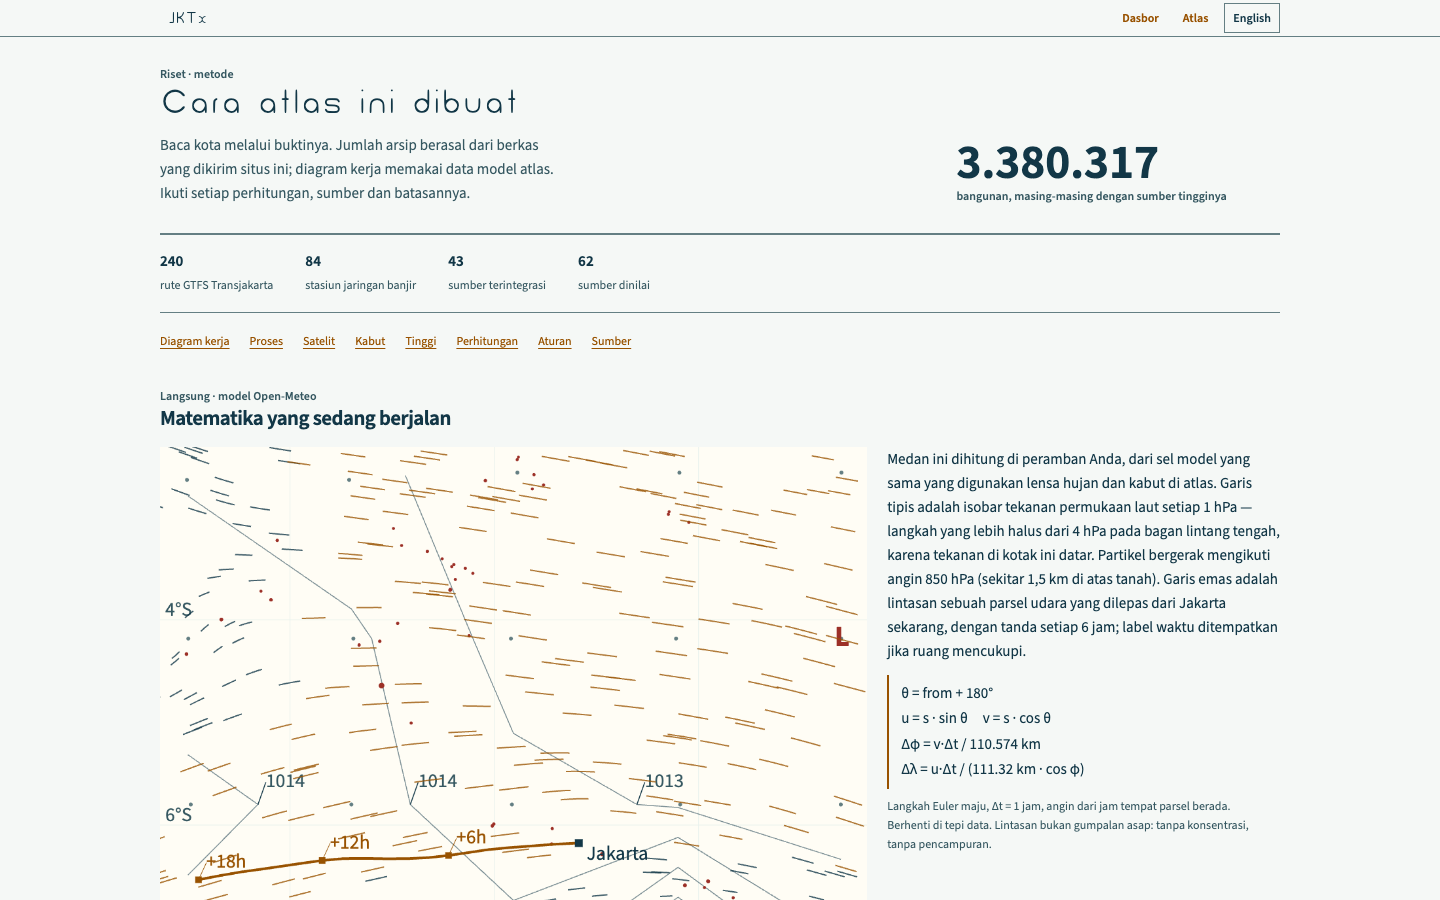 JKTx
Dasbor Atlas English
Riset · metode
Cara atlas ini dibuat
Baca kota melalui buktinya. Jumlah arsip berasal dari berkas
yang dikirim situs ini; diagram kerja memakai data model atlas.
Ikuti setiap perhitungan, sumber dan batasannya.
3.380.317
bangunan, masing-masing dengan sumber tingginya
240
rute GTFS Transjakarta
84
stasiun jaringan banjir
43
sumber terintegrasi
62
sumber dinilai
Diagram kerja Proses Satelit Kabut Tinggi Perhitungan Aturan Sumber
Langsung · model Open-Meteo
Matematika yang sedang berjalan
4°S
L
1014
1014
1013
6°S
+18h
+12h
+6h
Jakarta
Medan ini dihitung di peramban Anda, dari sel model yang
sama yang digunakan lensa hujan dan kabut di atlas. Garis
tipis adalah isobar tekanan permukaan laut setiap 1 hPa —
langkah yang lebih halus dari 4 hPa pada bagan lintang tengah,
karena tekanan di kotak ini datar. Partikel bergerak mengikuti
angin 850 hPa (sekitar 1,5 km di atas tanah). Garis emas adalah
lintasan sebuah parsel udara yang dilepas dari Jakarta
sekarang, dengan tanda setiap 6 jam; label waktu ditempatkan
jika ruang mencukupi.
θ = from + 180°
u = s · sin θ v = s · cos θ
Δφ = v·Δt / 110.574 km
Δλ = u·Δt / (111.32 km · cos φ)
Langkah Euler maju, Δt = 1 jam, angin dari jam tempat parsel berada.
Berhenti di tepi data. Lintasan bukan gumpalan asap: tanpa konsentrasi,
tanpa pencampuran.